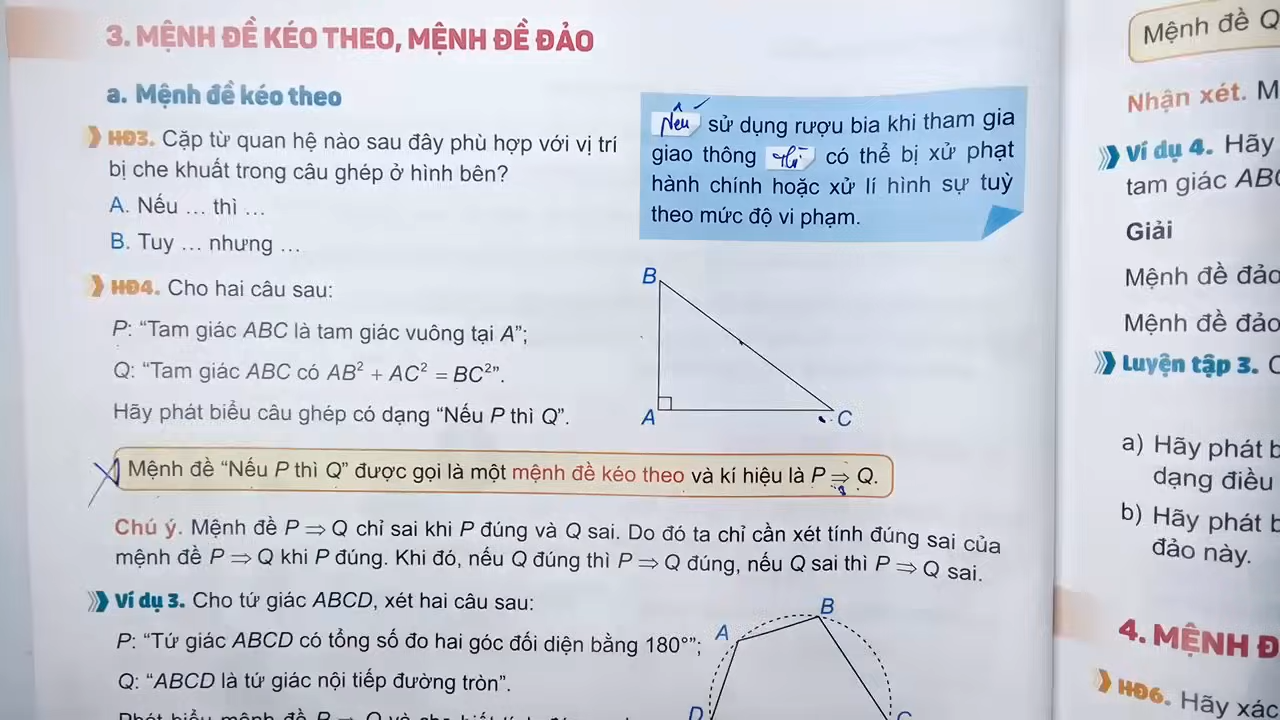 3. MỆNH ĐỀ KÉO THEO, MỆNH ĐỀ ĐẢO
a. Mệnh đề kéo theo
HĐ3. Cặp từ quan hệ nào sau đây phù hợp với vị trí
bị che khuất trong câu ghép ở hình bên?
A. Nếu ... thì ...
B. Tuy ... nhưng ...
Nếu sử dụng rượu bia khi tham gia
giao thông thì có thể bị xử phạt
hành chính hoặc xử lí hình sự tuỳ
theo mức độ vi phạm.
HĐ4. Cho hai câu sau:
P: “Tam giác ABC là tam giác vuông tại A”;
Q: “Tam giác ABC có AB² + AC² = BC²”.
Hãy phát biểu câu ghép có dạng “Nếu P thì Q”.
B
A
C
Mệnh đề “Nếu P thì Q” được gọi là một mệnh đề kéo theo và kí hiệu là P ⇒ Q.
Chú ý. Mệnh đề P ⇒ Q chỉ sai khi P đúng và Q sai. Do đó ta chỉ cần xét tính đúng sai của
mệnh đề P ⇒ Q khi P đúng. Khi đó, nếu Q đúng thì P ⇒ Q đúng, nếu Q sai thì P ⇒ Q sai.
Ví dụ 3. Cho tứ giác ABCD, xét hai câu sau:
P: “Tứ giác ABCD có tổng số đo hai góc đối diện bằng 180°”;
Q: “ABCD là tứ giác nội tiếp đường tròn”.
Phát biểu mệnh đề P ⇒ Q và cho biết tính đúng
A
B
D
C
Mệnh đề Q
Nhận xét. M
Ví dụ 4. Hãy
tam giác ABC
Giải
Mệnh đề đảo
Mệnh đề đảo
Luyện tập 3. C
a) Hãy phát b
dạng điều
b) Hãy phát b
đảo này.
4. MỆNH Đ
HĐ6. Hãy xác